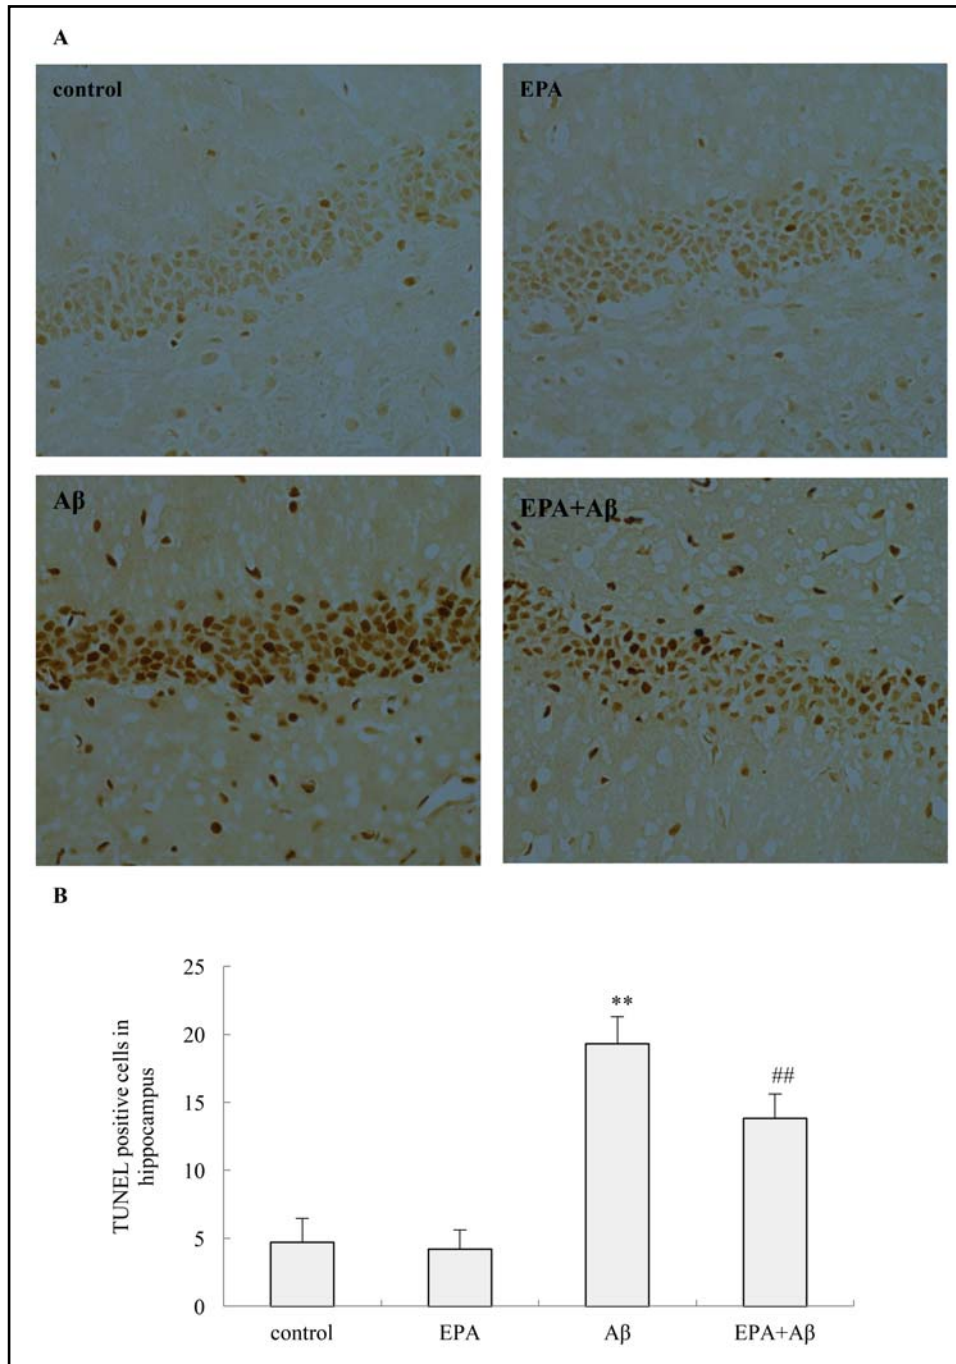 A
control
EPA
Aβ
EPA+Aβ
B
TUNEL positive cells in
hippocampus
25
20
15
10
5
0
**
##
control
EPA
Aβ
EPA+Aβ